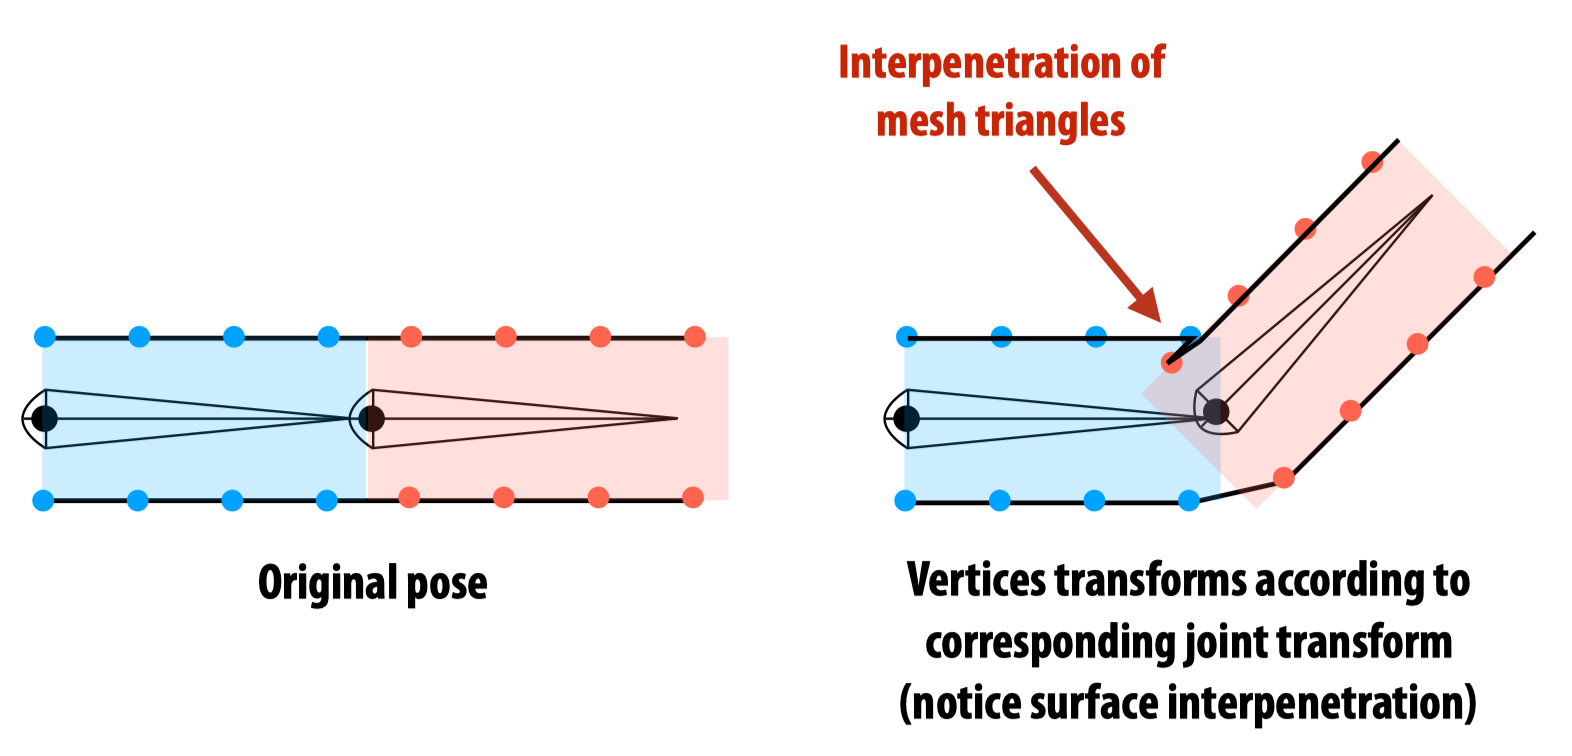 Interpenetration of
mesh triangles
Original pose
Vertices transforms according to
corresponding joint transform
(notice surface interpenetration)